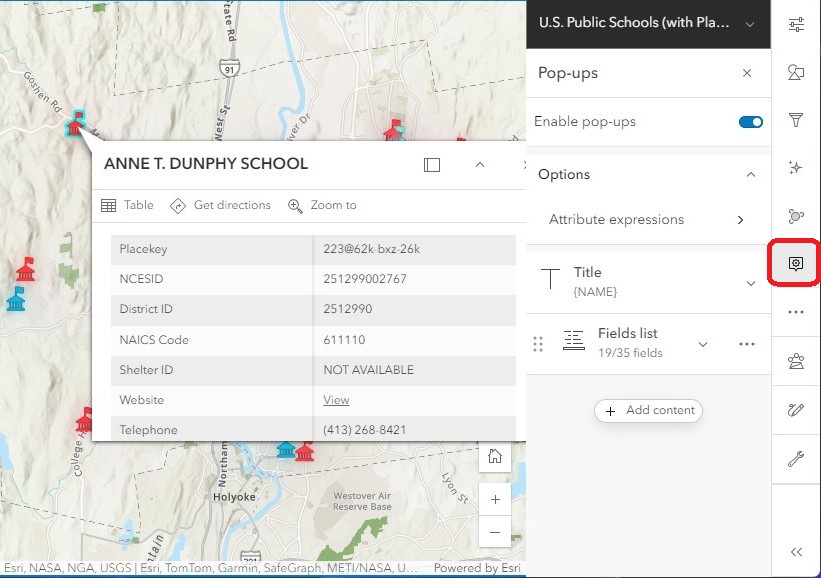 U.S. Public Schools (with Pla...
Pop-ups
Enable pop-ups
Options
Attribute expressions
Title
{NAME}
Fields list
19/35 fields
Add content
State Rd
91
Goshen Rd
West St
ver Dr
ANNE T. DUNPHY SCHOOL
Table
Get directions
Zoom to
Placekey 223@62k-bxz-26k
NCESID 251299002767
District ID 2512990
NAICS Code 611110
Shelter ID NOT AVAILABLE
Website View
Telephone (413) 268-8421
College H
Northam
Holyoke
Westover Air
Reserve Base
Lyon St
ntain
Esri, NASA, NGA, USGS | Esri, TomTom, Garmin, SafeGraph, METI/NASA, U...
Powered by Esri